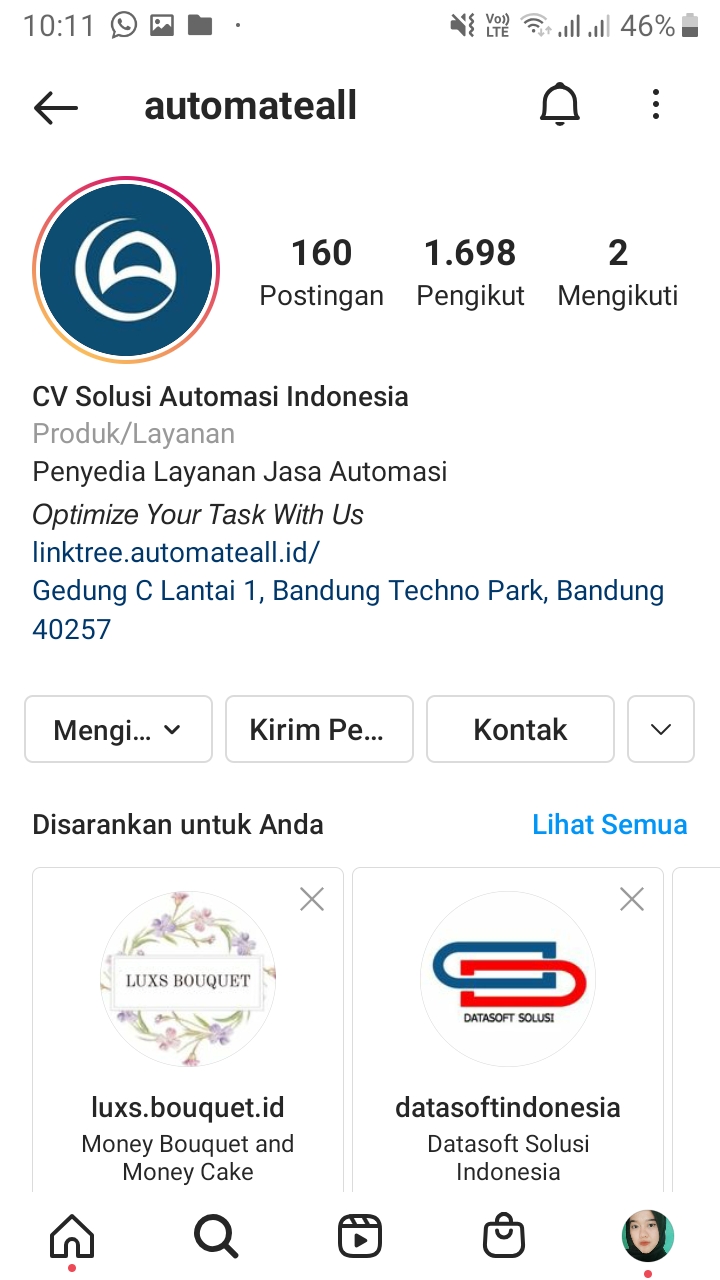 10:11
Vo)) LTE
46%
automateall
160
1.698
2
Postingan
Pengikut
Mengikuti
CV Solusi Automasi Indonesia
Produk/Layanan
Penyedia Layanan Jasa Automasi
Optimize Your Task With Us
linktree.automateall.id/
Gedung C Lantai 1, Bandung Techno Park, Bandung
40257
Mengi...
Kirim Pe...
Kontak
Disarankan untuk Anda
Lihat Semua
LUXS BOUQUET
DATASOFT SOLUSI
luxs.bouquet.id
datasoftindonesia
Money Bouquet and
Money Cake
Datasoft Solusi
Indonesia